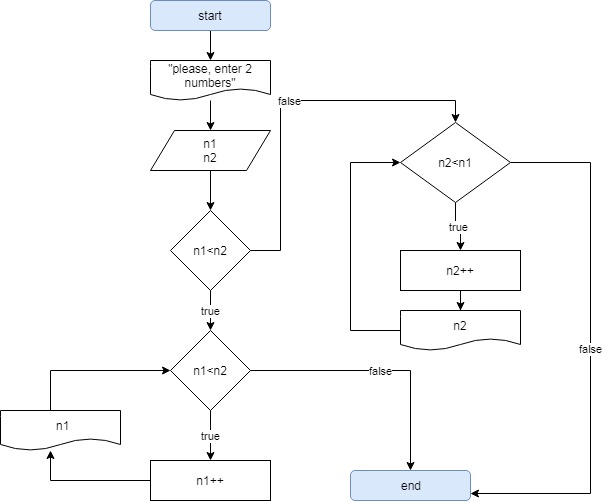 start
"please, enter 2
numbers"
false
n1
n2
n2<n1
n1<n2
true
n2++
true
n2
false
n1<n2
false
n1
true
n1++
end